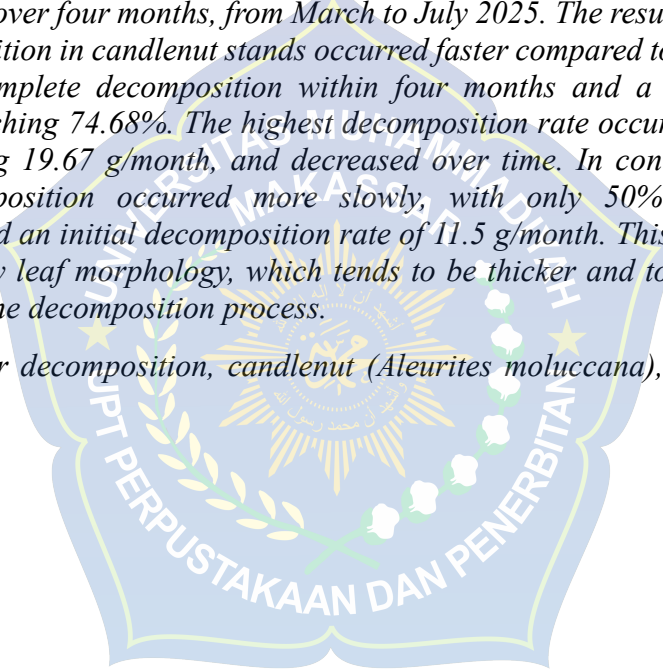 over four months, from March to July 2025. The resu
ition in candlenut stands occurred faster compared to
mplete decomposition within four months and a
ching 74.68%. The highest decomposition rate occur
g 19.67 g/month, and decreased over time. In con
position occurred more slowly, with only 50%
d an initial decomposition rate of 11.5 g/month. This
y leaf morphology, which tends to be thicker and to
he decomposition process.
r decomposition, candlenut (Aleurites moluccana),
UNIVERSITAS MUHAMMADIYAH
MAKASSAR
UPT PERPUSTAKAAN DAN PENERBITAN